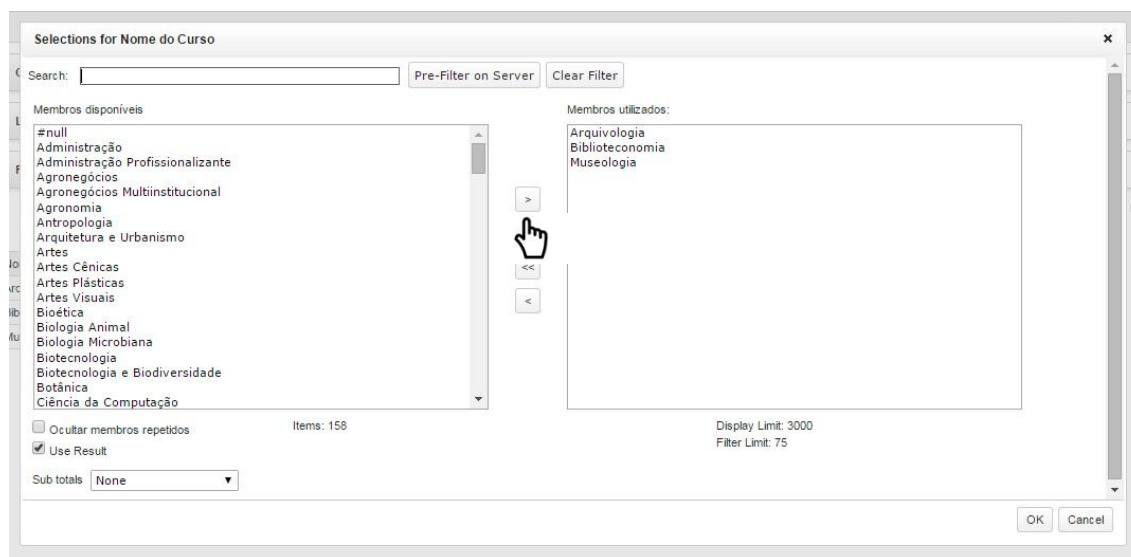 Selections for Nome do Curso
×
Search:
Pre-Filter on Server
Clear Filter
Membros disponíveis
#null
Administração
Administração Profissionalizante
Agronegócios
Agronegócios Multiinstitucional
Agronomia
Antropologia
Arquitetura e Urbanismo
Artes
Artes Cênicas
Artes Plásticas
Artes Visuais
Bioética
Biologia Animal
Biologia Microbiana
Biotecnologia
Biotecnologia e Biodiversidade
Botânica
Ciência da Computação
>
<<
<
Membros utilizados:
Arquivologia
Biblioteconomia
Museologia
Ocultar membros repetidos
Items: 158
Display Limit: 3000
Use Result
Filter Limit: 75
Sub totals
None
OK
Cancel